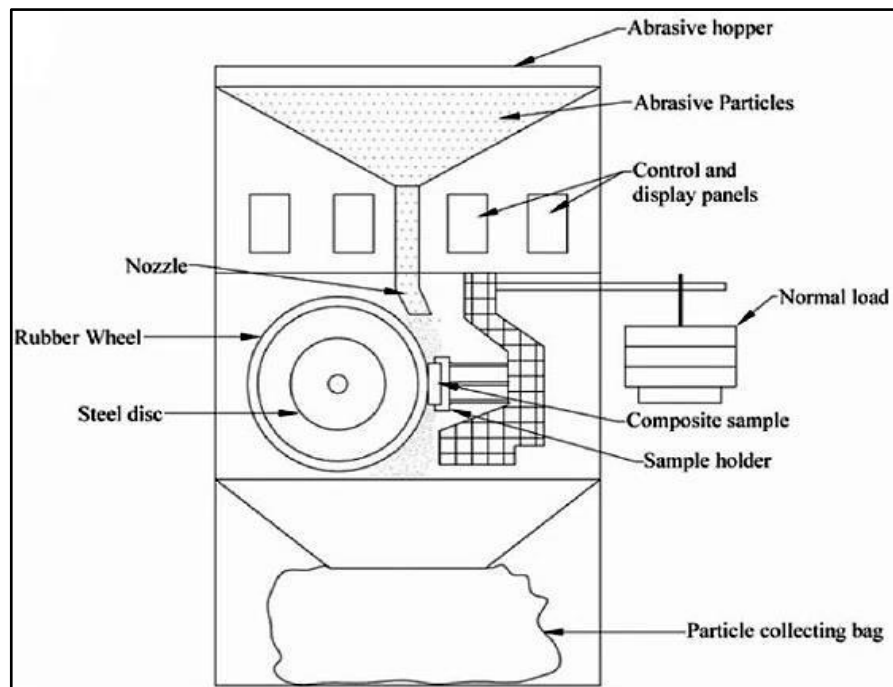 Abrasive hopper
Abrasive Particles
Control and
display panels
Nozzle
Normal load
Rubber Wheel
Steel disc
Composite sample
Sample holder
Particle collecting bag